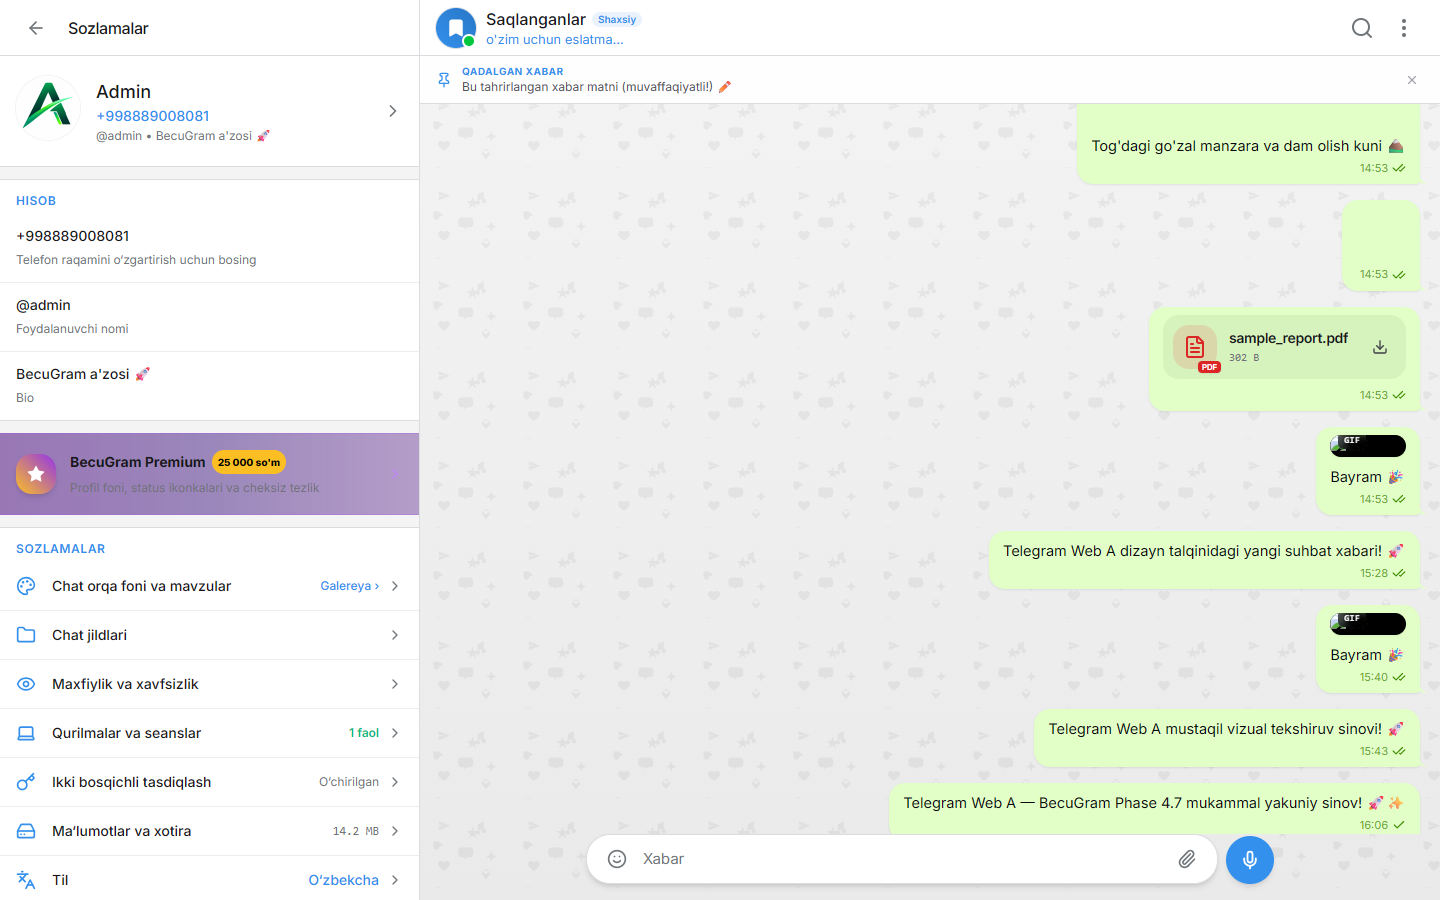 Sozlamalar
Admin
+998889008081
@admin • BecuGram a'zosi 🚀
HISOB
+998889008081
Telefon raqamini o‘zgartirish uchun bosing
@admin
Foydalanuvchi nomi
BecuGram a'zosi 🚀
Bio
BecuGram Premium 25 000 so'm
Profil foni, status ikonkalari va cheksiz tezlik
SOZLAMALAR
Chat orqa foni va mavzular Galereya ›
Chat jildlari
Maxfiylik va xavfsizlik
Qurilmalar va seanslar 1 faol
Ikki bosqichli tasdiqlash O‘chirilgan
Ma’lumotlar va xotira 14.2 MB
Til O‘zbekcha
Saqlanganlar Shaxsiy
o'zim uchun eslatma...
QADALGAN XABAR
Bu tahrirlangan xabar matni (muvaffaqiyatli!) 🖍️
Tog'dagi go'zal manzara va dam olish kuni ⛰️
14:53
14:53
sample_report.pdf
302 B
PDF
14:53
GIF
Bayram 🎉
14:53
Telegram Web A dizayn talqinidagi yangi suhbat xabari! 🚀
15:28
GIF
Bayram 🎉
15:40
Telegram Web A mustaqil vizual tekshiruv sinovi! 🚀
15:43
Telegram Web A — BecuGram Phase 4.7 mukammal yakuniy sinov! 🚀✨
16:06
Xabar